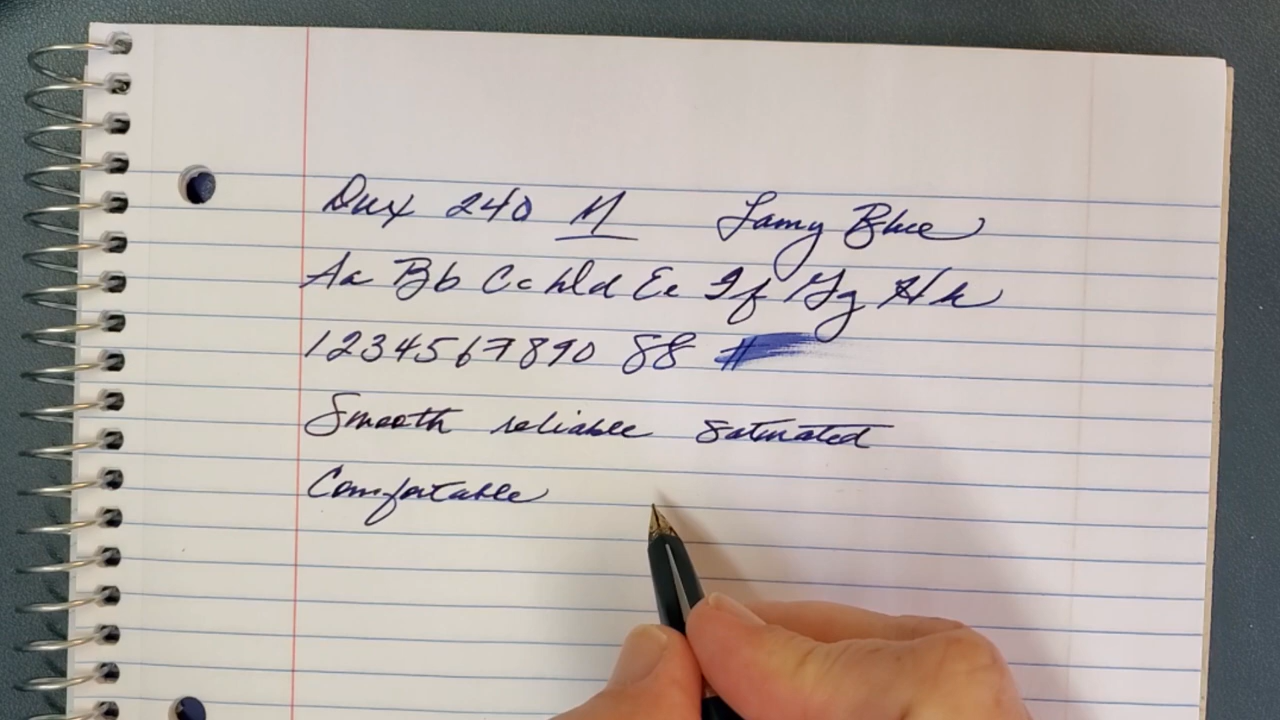 Dux 240 M Lamy Blue
Aa Bb Cc Dd Ee Ff Gg Hh
1234567890 88 #
Smooth reliable saturated
Comfortable